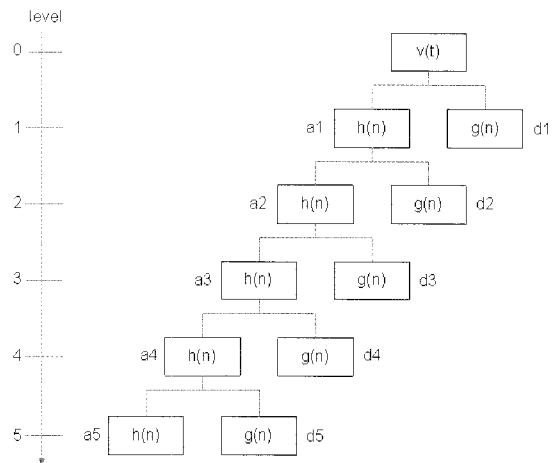 level
0 v(t)
1 a1 h(n) g(n) d1
2 a2 h(n) g(n) d2
3 a3 h(n) g(n) d3
4 a4 h(n) g(n) d4
5 a5 h(n) g(n) d5